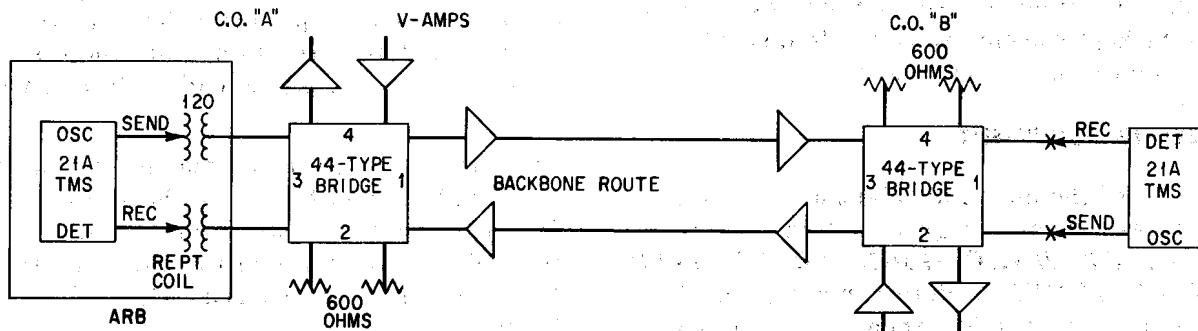 C.O. "A"
V-AMPS
C.O. "B"
600
OHMS
120
OSC
SEND
21A
TMS
DET
REC
REPT
COIL
ARB
4
44-TYPE
3
1
BRIDGE
2
600
OHMS
BACKBONE ROUTE
4
44-TYPE
3
1
BRIDGE
2
REC
SEND
DET
21A
TMS
OSC